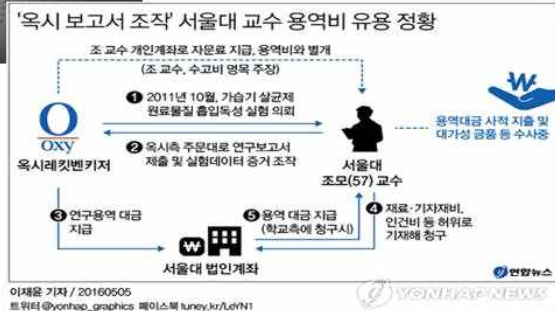 '옥시 보고서 조작' 서울대 교수 용역비 유용 정황
조 교수 개인계좌로 자문료 지급, 용역비와 별개
(조 교수, 수고비 명목 주장)
❶ 2011년 10월, 가습기 살균제
원료물질 흡입독성 실험 의뢰
OXY
옥시레킷벤키저
❷ 옥시측 주문대로 연구보고서
제출 및 실험데이터 증거 조작
서울대
조모(57) 교수
₩
용역대금 사적 지출 및
대가성 금품 등 수사중
❸ 연구용역 대금
지급
❺ 용역 대금 지급
(학교측에 청구시)
❹ 재료·기자재비,
인건비 등 허위로
기재해 청구
₩
서울대 법인계좌
연합뉴스
이재윤 기자 / 20160505
트위터 @yonhap_graphics 페이스북 tuney.kr/LeYN1
YONHAP NEWS